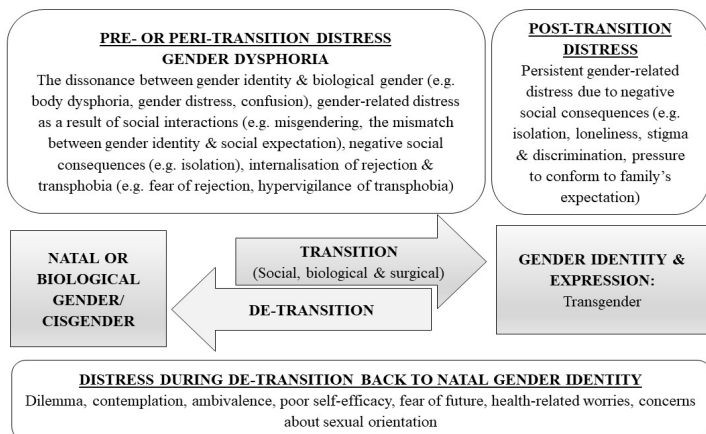 PRE- OR PERI-TRANSITION DISTRESS
GENDER DYSPHORIA
The dissonance between gender identity & biological gender (e.g.
body dysphoria, gender distress, confusion), gender-related distress
as a result of social interactions (e.g. misgendering, the mismatch
between gender identity & social expectation), negative social
consequences (e.g. isolation), internalisation of rejection &
transphobia (e.g. fear of rejection, hypervigilance of transphobia)
POST-TRANSITION
DISTRESS
Persistent gender-related
distress due to negative
social consequences (e.g.
isolation, loneliness, stigma
& discrimination, pressure
to conform to family's
expectation)
NATAL OR
BIOLOGICAL
GENDER/
CISGENDER
TRANSITION
(Social, biological & surgical)
DE-TRANSITION
GENDER IDENTITY &
EXPRESSION:
Transgender
DISTRESS DURING DE-TRANSITION BACK TO NATAL GENDER IDENTITY
Dilemma, contemplation, ambivalence, poor self-efficacy, fear of future, health-related worries, concerns
about sexual orientation